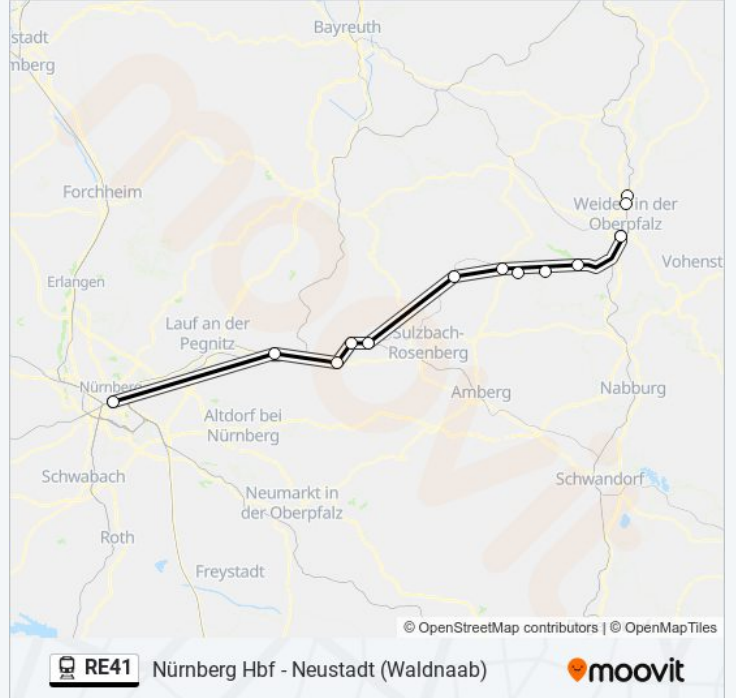 Bayreuth
stadt
mberg
Forchheim
Weiden in der
Oberpfalz
Vohenst
Erlangen
Lauf an der
Pegnitz
Sulzbach-
Rosenberg
Nürnberg
Amberg
Nabburg
Altdorf bei
Nürnberg
Schwabach
Schwandorf
Neumarkt in
der Oberpfalz
Roth
Freystadt
moovit
© OpenStreetMap contributors | © OpenMapTiles
RE41 Nürnberg Hbf - Neustadt (Waldnaab)
moovit